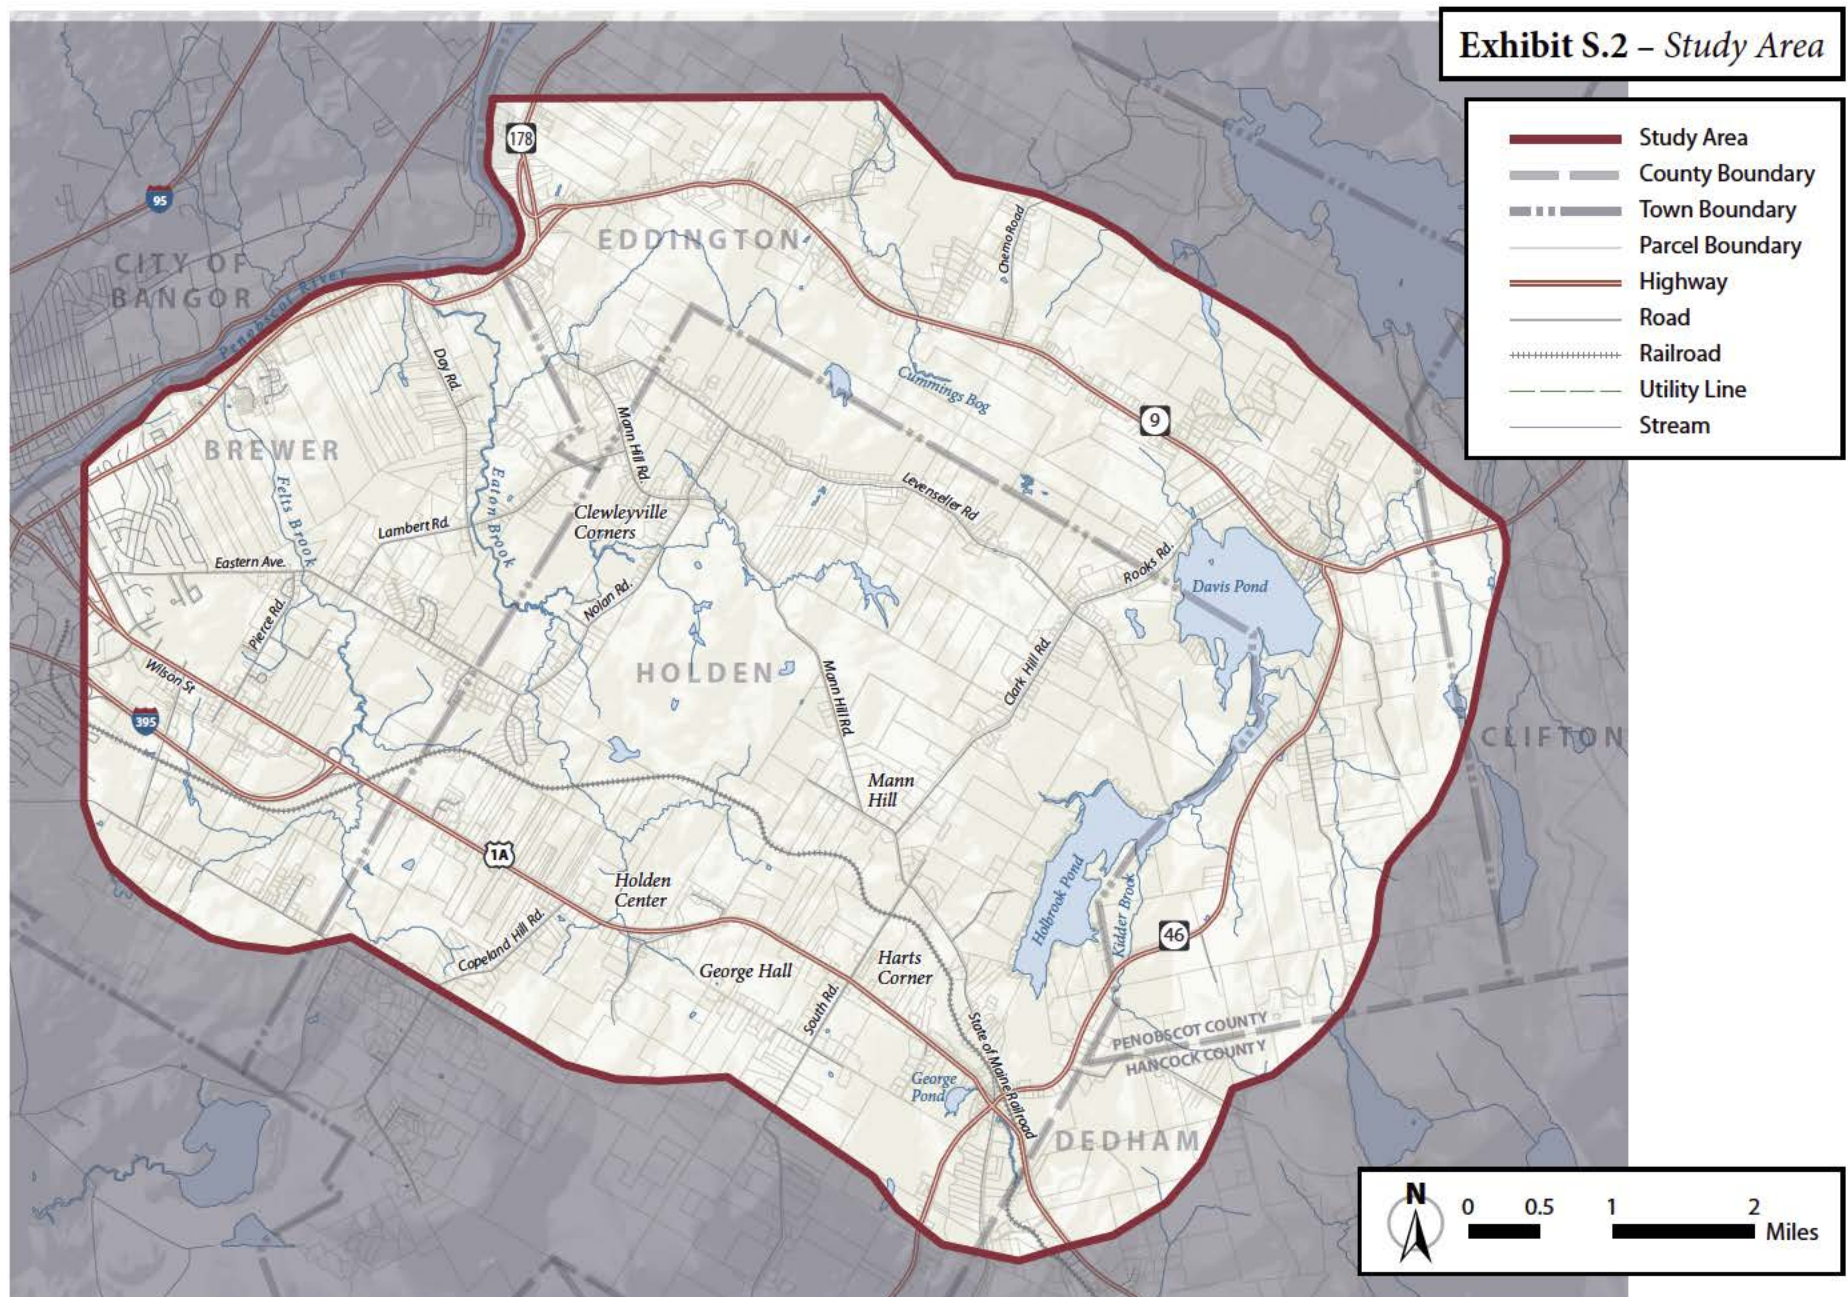 Exhibit S.2 – Study Area
Study Area
County Boundary
Town Boundary
Parcel Boundary
Highway
Road
Railroad
Utility Line
Stream
178
95
EDDINGTON
Chemo Road
CITY OF
BANGOR
Penobscot River
Day Rd.
Cummings Bog
9
BREWER
Mann Hill Rd.
Felts Brook
Eaton Brook
Levenseller Rd
Clewleyville
Corners
Lambert Rd.
Eastern Ave.
Rooks Rd.
Davis Pond
Nolan Rd.
Pierce Rd.
HOLDEN
Clark Hill Rd.
Wilson St
Mann Hill Rd.
395
CLIFTON
Mann
Hill
1A
Holden
Center
Holbrook Pond
Kidder Brook
Copeland Hill Rd.
46
George Hall
Harts
Corner
South Rd.
State of Maine Railroad
PENOBSCOT COUNTY
HANCOCK COUNTY
George
Pond
DEDHAM
N
0 0.5 1 2
Miles